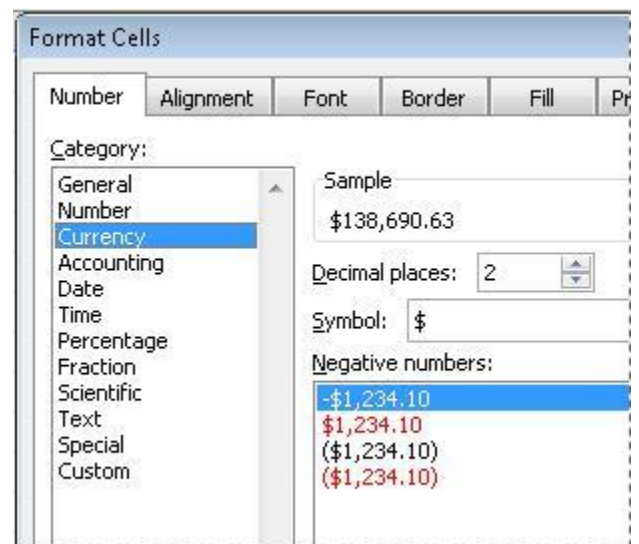 Format Cells
Number Alignment Font Border Fill
Category:
General
Number
Currency
Accounting
Date
Time
Percentage
Fraction
Scientific
Text
Special
Custom
Sample
$138,690.63
Decimal places: 2
Symbol: $
Negative numbers:
-$1,234.10
$1,234.10
($1,234.10)
($1,234.10)